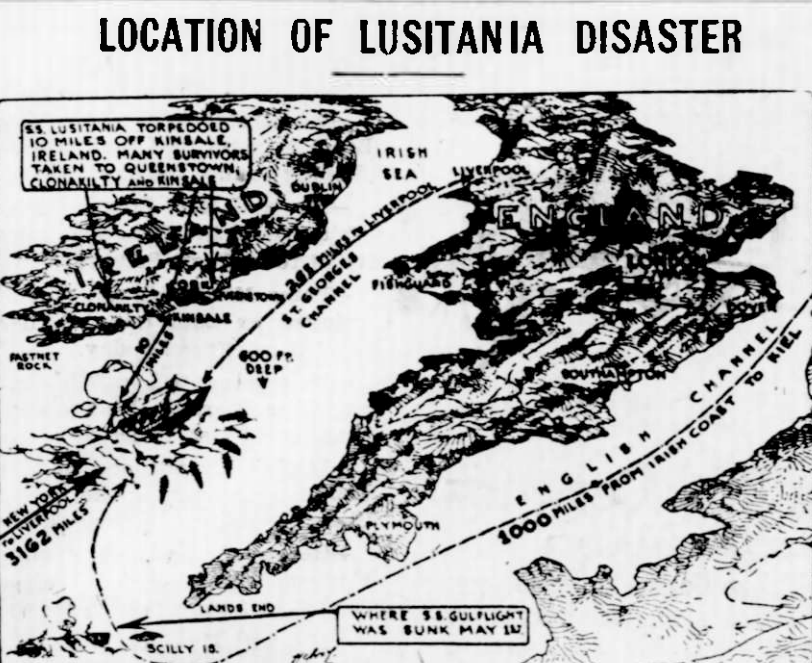 LOCATION OF LUSITANIA DISASTER
S.S. LUSITANIA TORPEDOED
10 MILES OFF KINSALE,
IRELAND. MANY SURVIVORS
TAKEN TO QUEENSTOWN,
CLONAKILTY AND KINSALE
IRISH
SEA
LIVERPOOL
DUBLIN
ENGLAND
IRELAND
MILES TO LIVERPOOL
ST. GEORGES
CHANNEL
FISHGUARD
CLONAKILTY
KINSALE
FASTNET
ROCK
10
MILES
600 FT.
DEEP
SOUTHAMPTON
ENGLISH CHANNEL
1000 MILES FROM IRISH COAST TO KIEL
NEW YORK
TO LIVERPOOL
3162 MILES
PLYMOUTH
LANDS END
WHERE S.S. GULFLIGHT
WAS SUNK MAY 1st
SCILLY IS.